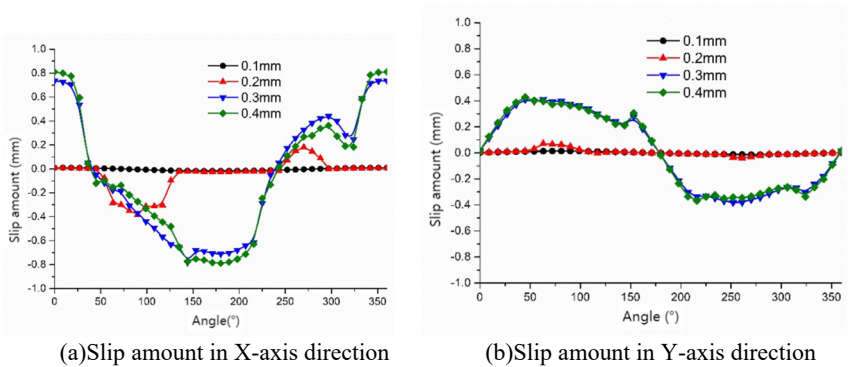 1.0
0.8
0.6
0.4
0.2
0.0
-0.2
-0.4
-0.6
-0.8
-1.0
Slip amount (mm)
0.1mm
0.2mm
0.3mm
0.4mm
0 50 100 150 200 250 300 350
Angle(°)
(a)Slip amount in X-axis direction
1.0
0.8
0.6
0.4
0.2
0.0
-0.2
-0.4
-0.6
-0.8
-1.0
Slip amount (mm)
0.1mm
0.2mm
0.3mm
0.4mm
0 50 100 150 200 250 300 350
Angle (°)
(b)Slip amount in Y-axis direction